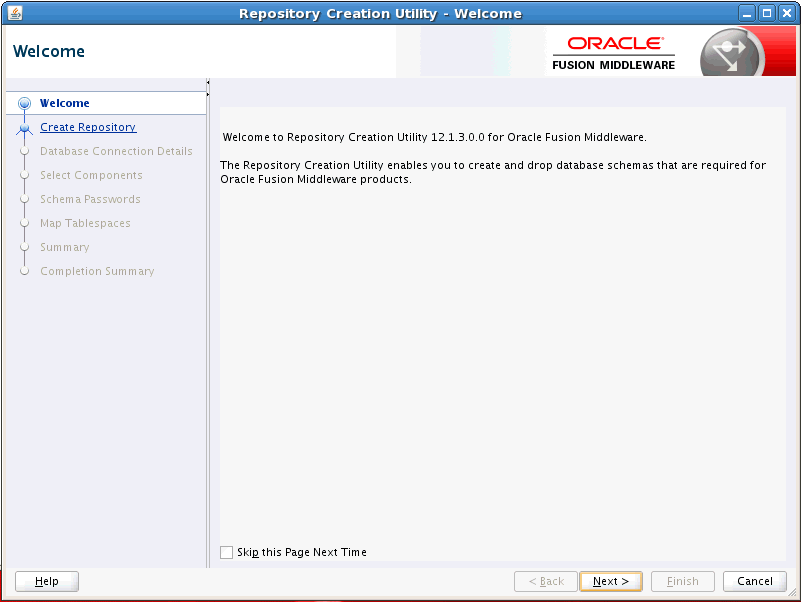 Repository Creation Utility - Welcome
Welcome
ORACLE
FUSION MIDDLEWARE
Welcome
Create Repository
Database Connection Details
Select Components
Schema Passwords
Map Tablespaces
Summary
Completion Summary
Welcome to Repository Creation Utility 12.1.3.0.0 for Oracle Fusion Middleware.
The Repository Creation Utility enables you to create and drop database schemas that are required for
Oracle Fusion Middleware products.
Skip this Page Next Time
Help
< Back
Next >
Finish
Cancel